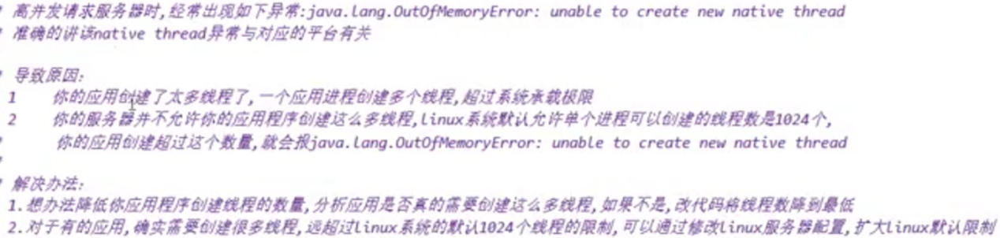 高并发请求服务器时,经常出现如下异常:java.lang.OutOfMemoryError: unable to create new native thread
准确的讲该native thread异常与对应的平台有关
导致原因:
1 你的应用创建了太多线程了,一个应用进程创建多个线程,超过系统承载极限
2 你的服务器并不允许你的应用程序创建这么多线程,linux系统默认允许单个进程可以创建的线程数是1024个,
你的应用创建超过这个数量,就会报java.lang.OutOfMemoryError: unable to create new native thread
解决办法:
1.想办法降低你应用程序创建线程的数量,分析应用是否真的需要创建这么多线程,如果不是,改代码将线程数降到最低
2.对于有的应用,确实需要创建很多线程,远超过linux系统的默认1024个线程的限制,可以通过修改linux服务器配置,扩大linux默认限制